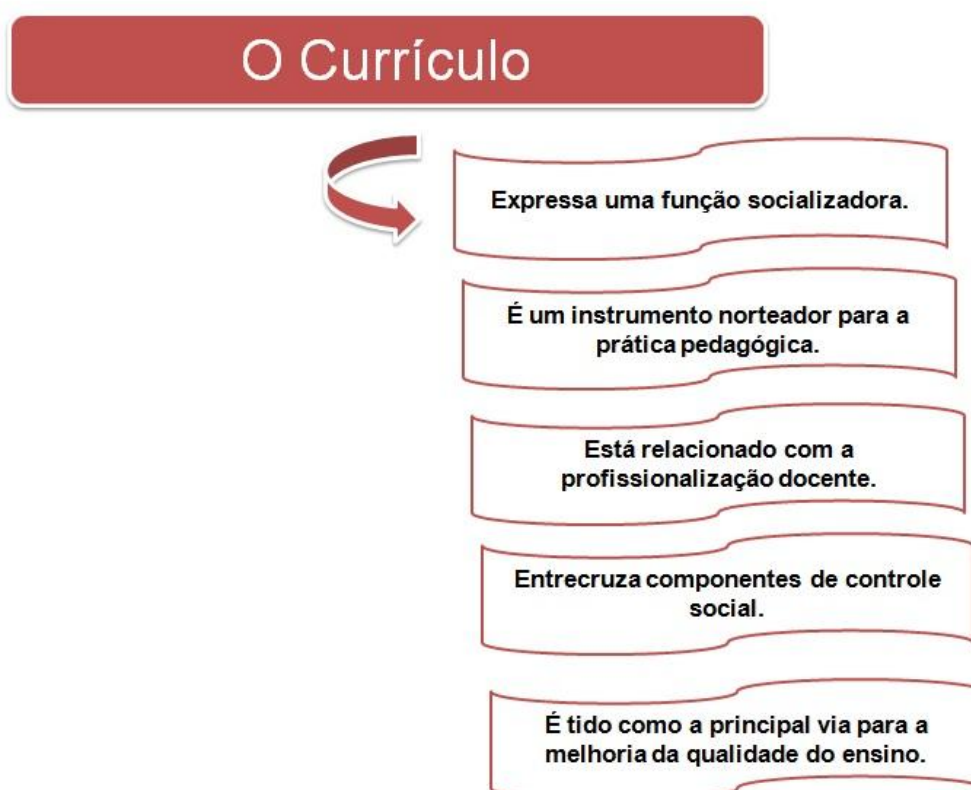 O Currículo
Expressa uma função socializadora.
É um instrumento norteador para a
prática pedagógica.
Está relacionado com a
profissionalização docente.
Entrecruza componentes de controle
social.
É tido como a principal via para a
melhoria da qualidade do ensino.